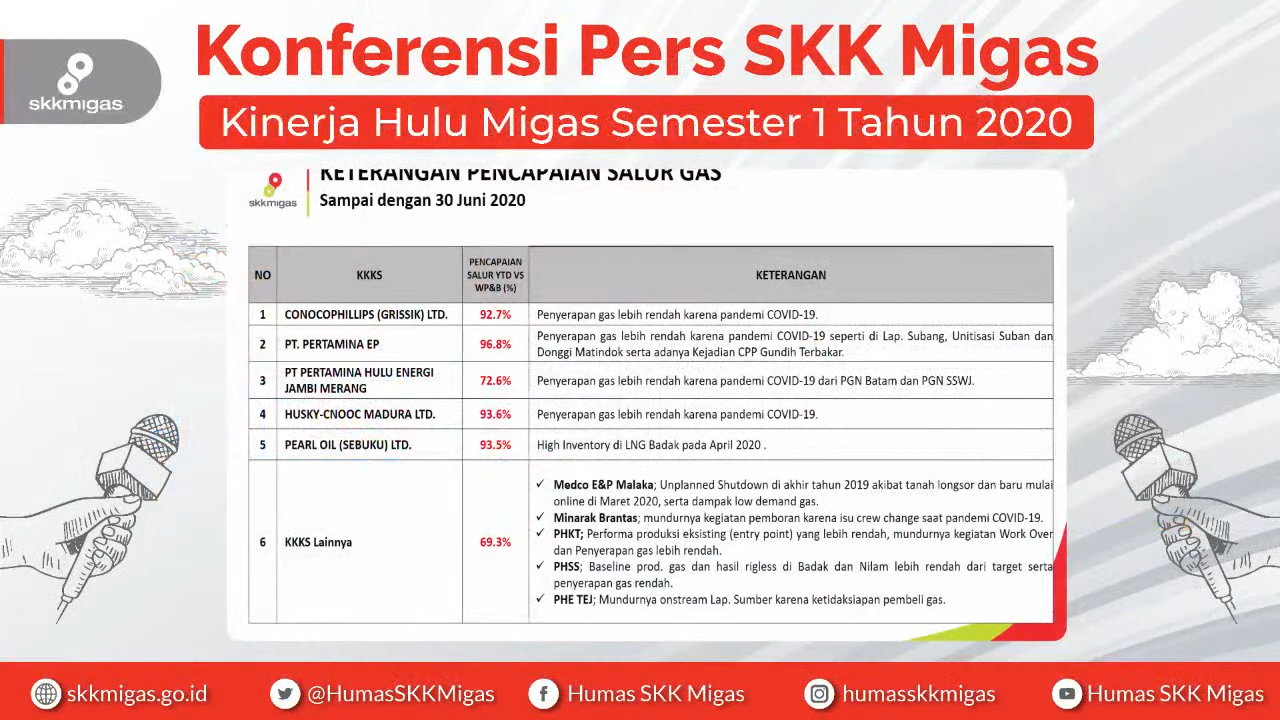 Konferensi Pers SKK Migas
skkmigas
Kinerja Hulu Migas Semester 1 Tahun 2020
KETERANGAN PENCAPAIAN SALUR GAS
skkmigas
Sampai dengan 30 Juni 2020
NO
KKKS
PENCAPAIAN
SALUR YTD VS
WP&B (%)
KETERANGAN
1
CONOCOPHILLIPS (GRISSIK) LTD.
92.7%
Penyerapan gas lebih rendah karena pandemi COVID-19.
2
PT. PERTAMINA EP
96.8%
Penyerapan gas lebih rendah karena pandemi COVID-19 seperti di Lap. Subang, Unitisasi Suban dan
Donggi Matindok serta adanya Kejadian CPP Gundih Terbakar.
3
PT PERTAMINA HULU ENERGI
JAMBI MERANG
72.6%
Penyerapan gas lebih rendah karena pandemi COVID-19 dari PGN Batam dan PGN SSWJ.
4
HUSKY-CNOOC MADURA LTD.
93.6%
Penyerapan gas lebih rendah karena pandemi COVID-19.
5
PEARL OIL (SEBUKU) LTD.
93.5%
High Inventory di LNG Badak pada April 2020 .
6
KKKS Lainnya
69.3%
✓ Medco E&P Malaka; Unplanned Shutdown di akhir tahun 2019 akibat tanah longsor dan baru mulai
online di Maret 2020, serta dampak low demand gas.
✓ Minarak Brantas; mundurnya kegiatan pemboran karena isu crew change saat pandemi COVID-19.
✓ PHKT; Performa produksi eksisting (entry point) yang lebih rendah, mundurnya kegiatan Work Over
dan Penyerapan gas lebih rendah.
✓ PHSS; Baseline prod. gas dan hasil rigless di Badak dan Nilam lebih rendah dari target serta
penyerapan gas rendah.
✓ PHE TEJ; Mundurnya onstream Lap. Sumber karena ketidaksiapan pembeli gas.
skkmigas.go.id
@HumasSKKMigas
Humas SKK Migas
humasskkmigas
Humas SKK Migas